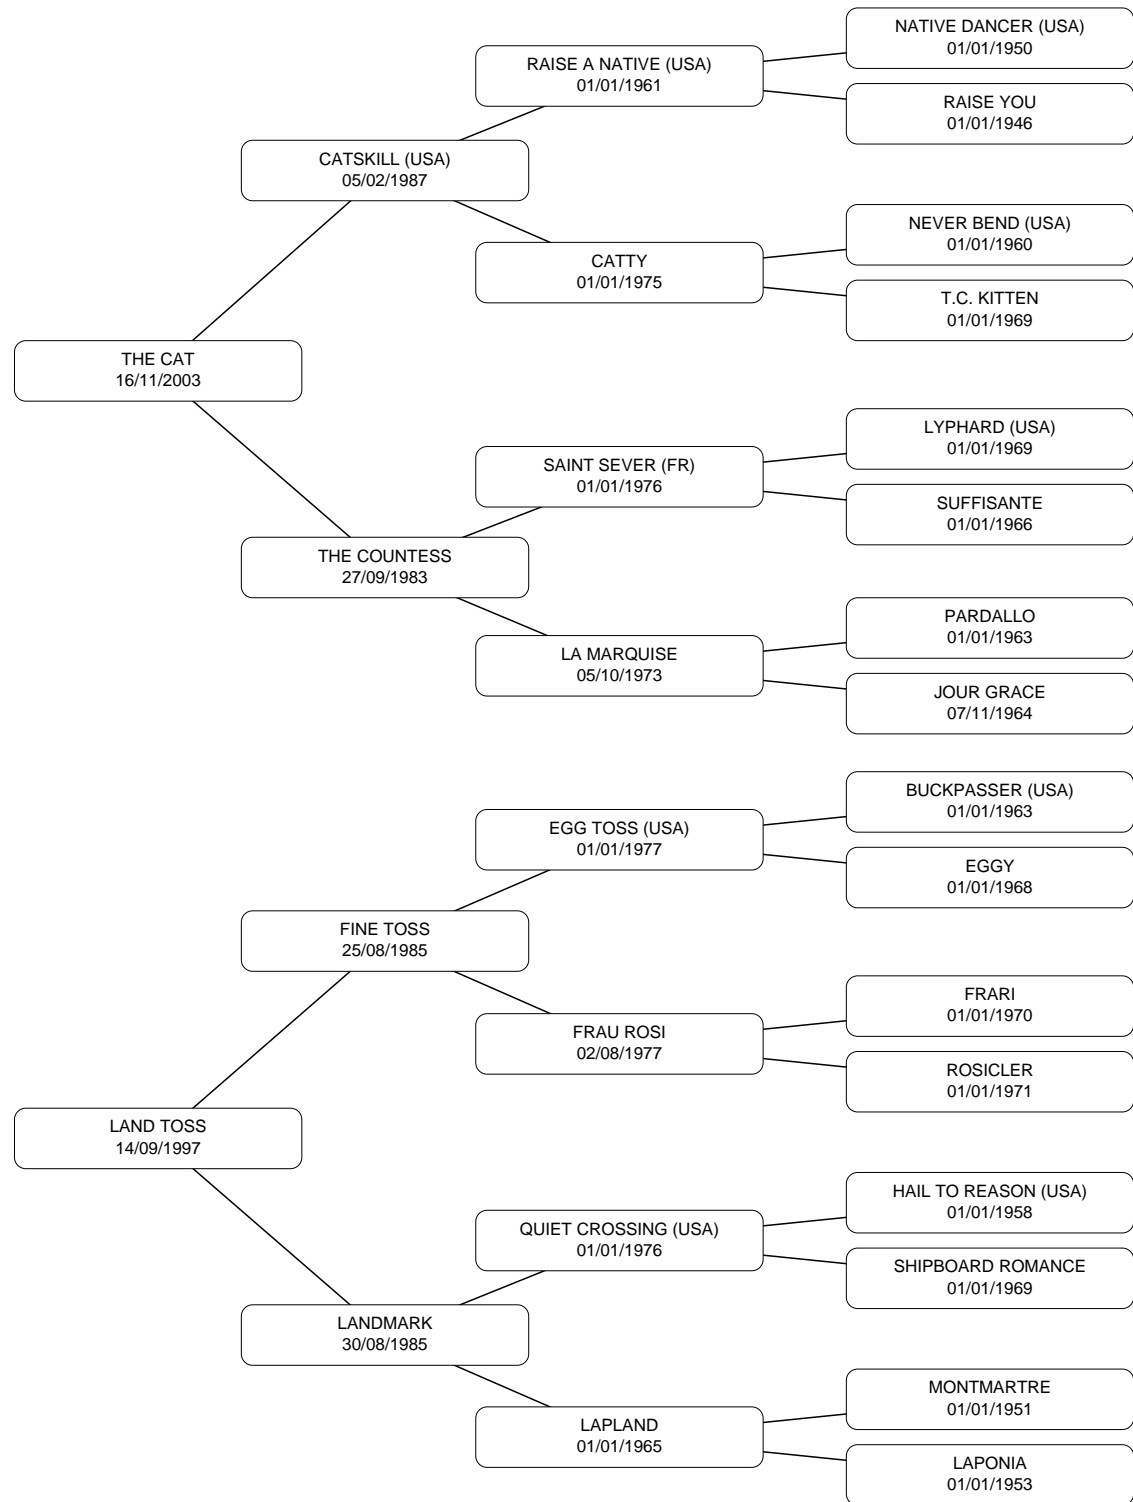 NATIVE DANCER (USA)
01/01/1950
RAISE A NATIVE (USA)
01/01/1961
RAISE YOU
01/01/1946
CATSKILL (USA)
05/02/1987
NEVER BEND (USA)
01/01/1960
CATTY
01/01/1975
T.C. KITTEN
01/01/1969
THE CAT
16/11/2003
LYPHARD (USA)
01/01/1969
SAINT SEVER (FR)
01/01/1976
SUFFISANTE
01/01/1966
THE COUNTESS
27/09/1983
PARDALLO
01/01/1963
LA MARQUISE
05/10/1973
JOUR GRACE
07/11/1964
BUCKPASSER (USA)
01/01/1963
EGG TOSS (USA)
01/01/1977
EGGY
01/01/1968
FINE TOSS
25/08/1985
FRARI
01/01/1970
FRAU ROSI
02/08/1977
ROSICLER
01/01/1971
LAND TOSS
14/09/1997
HAIL TO REASON (USA)
01/01/1958
QUIET CROSSING (USA)
01/01/1976
SHIPBOARD ROMANCE
01/01/1969
LANDMARK
30/08/1985
MONTMARTRE
01/01/1951
LAPLAND
01/01/1965
LAPONIA
01/01/1953